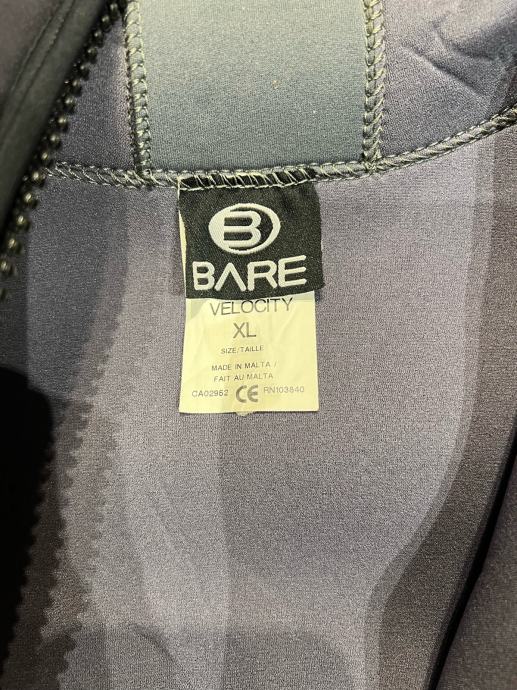 B
BARE
VELOCITY
XL
SIZE/TAILLE
MADE IN MALTA /
FAIT AU MALTA
CA02952 CE RN103840